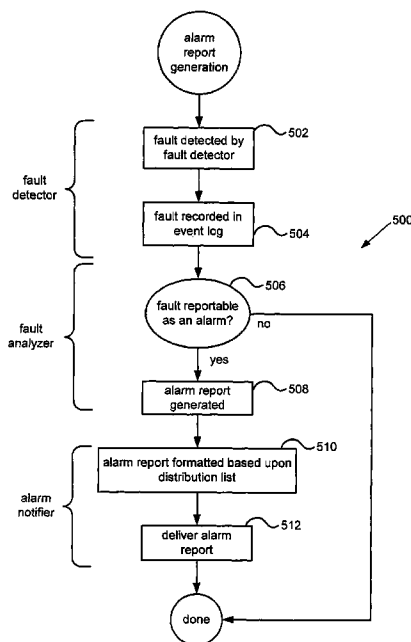 alarm
report
generation
502
fault detected by
fault detector
fault
detector
fault recorded in
event log
504
500
506
fault reportable
as an alarm?
no
fault
analyzer
yes
alarm report
generated
508
510
alarm report formatted based upon
distribution list
alarm
notifier
512
deliver alarm
report
done